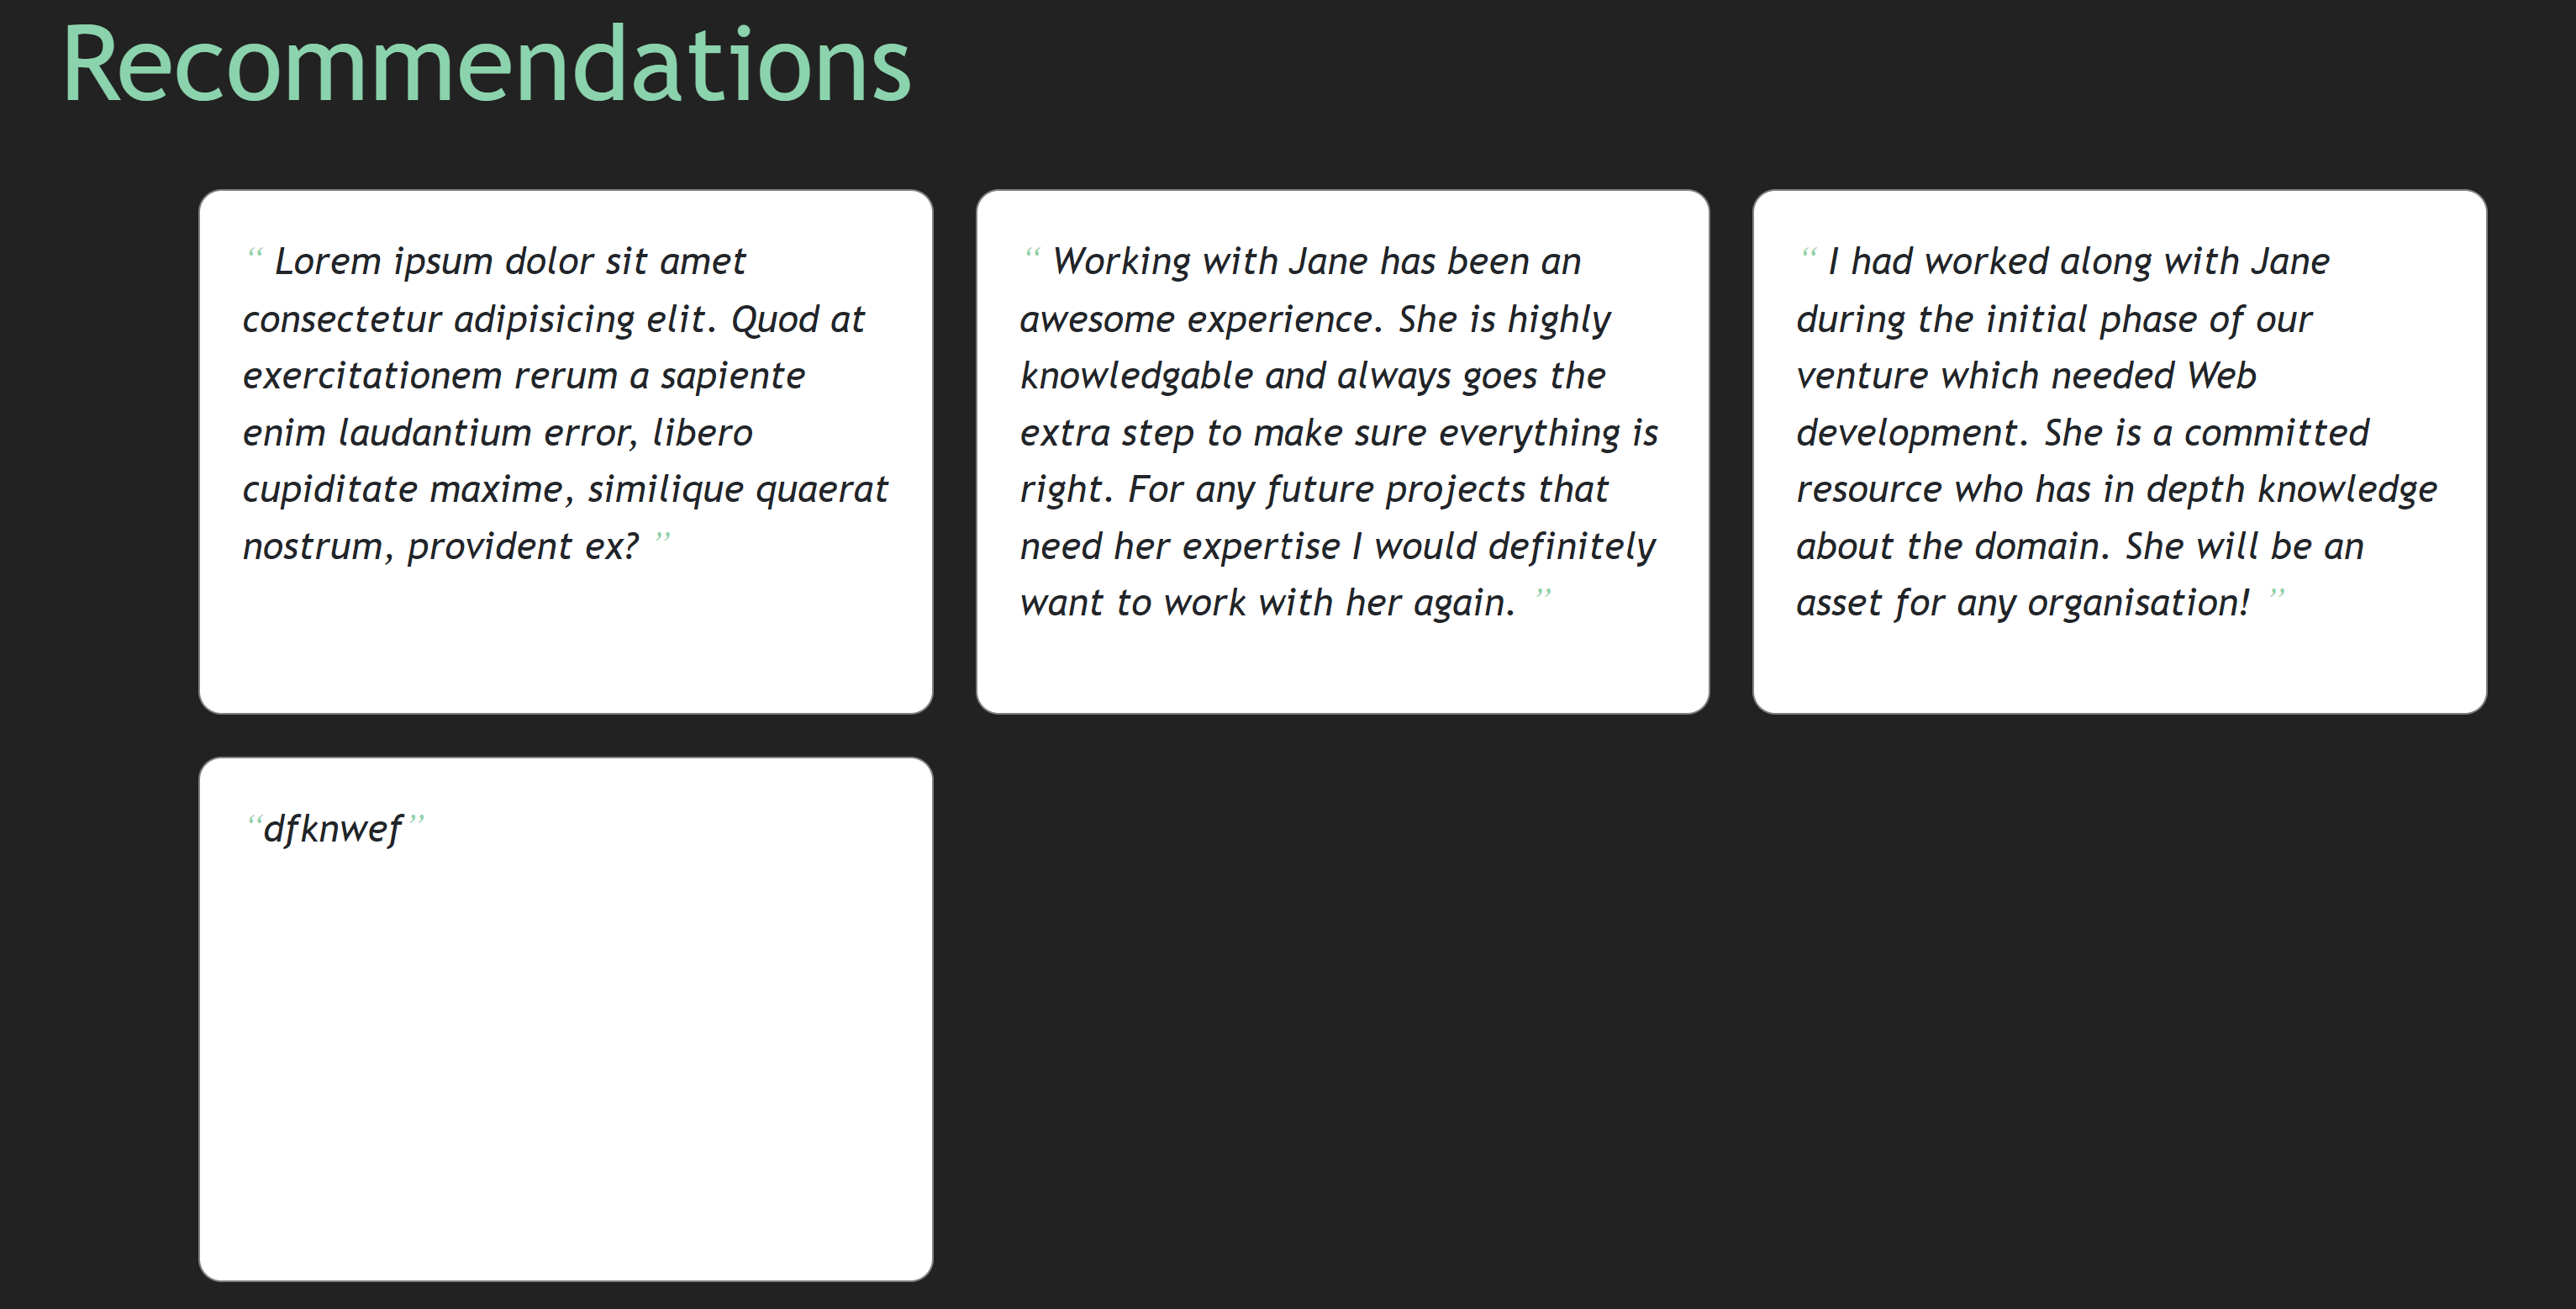 Recommendations
“ Lorem ipsum dolor sit amet
consectetur adipisicing elit. Quod at
exercitationem rerum a sapiente
enim laudantium error, libero
cupiditate maxime, similique quaerat
nostrum, provident ex? ”
“ Working with Jane has been an
awesome experience. She is highly
knowledgable and always goes the
extra step to make sure everything is
right. For any future projects that
need her expertise I would definitely
want to work with her again. ”
“ I had worked along with Jane
during the initial phase of our
venture which needed Web
development. She is a committed
resource who has in depth knowledge
about the domain. She will be an
asset for any organisation! ”
“dfknwef”